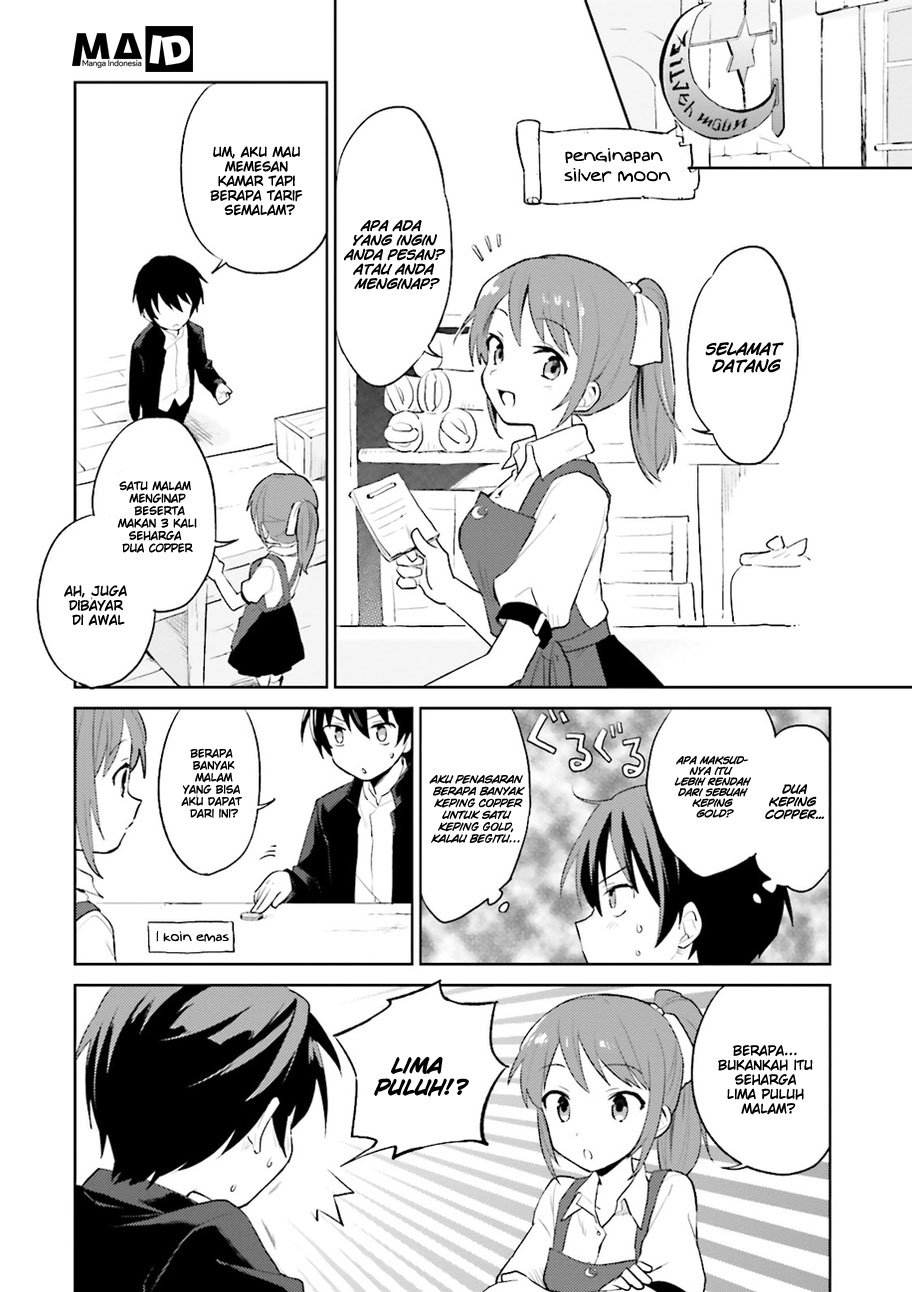 MAID
Manga Indonesia
penginapan
silver moon
SELAMAT
DATANG
APA ADA
YANG INGIN
ANDA PESAN?
ATAU ANDA
MENGINAP?
UM, AKU MAU
MEMESAN
KAMAR TAPI
BERAPA TARIF
SEMALAM?
SATU MALAM
MENGINAP
BESERTA
MAKAN 3 KALI
SEHARGA
DUA COPPER
AH, JUGA
DIBAYAR
DI AWAL
DUA
KEPING
COPPER...
APA MAKSUD-
NYA ITU
LEBIH RENDAH
DARI SEBUAH
KEPING
GOLD?
ぐるぐる
AKU PENASARAN
BERAPA BANYAK
KEPING COPPER
UNTUK SATU
KEPING GOLD,
KALAU BEGITU...
BERAPA
BANYAK
MALAM
YANG BISA
AKU DAPAT
DARI INI?
1 koin emas
BERAPA...
BUKANKAH ITU
SEHARGA
LIMA PULUH
MALAM?
LIMA
PULUH!?